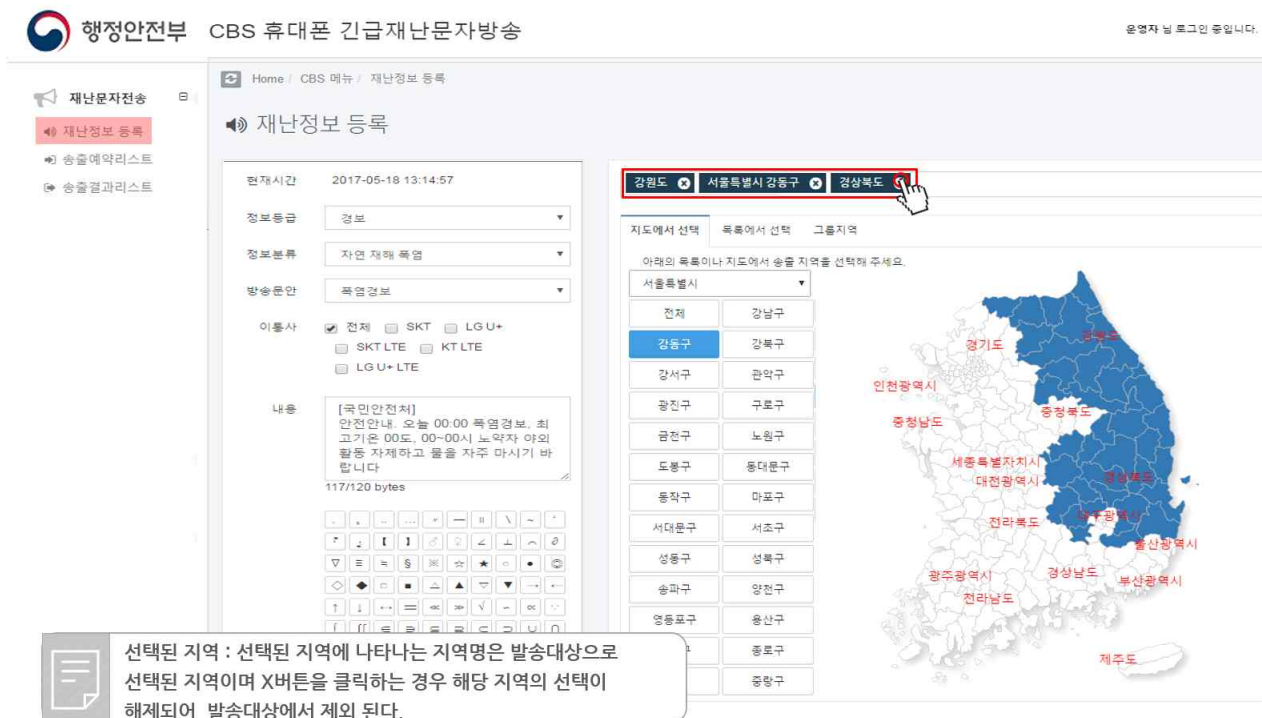 행정안전부 CBS 휴대폰 긴급재난문자방송
운영자 님 로그인 중입니다.
재난문자전송
재난정보 등록
송출예약리스트
송출결과리스트
Home / CBS 메뉴 / 재난정보 등록
재난정보 등록
현재시간 2017-05-18 13:14:57
정보등급 경보
정보분류 자연 재해 폭염
방송문안 폭염경보
이통사 전체 SKT LG U+
SKT LTE KT LTE
LG U+ LTE
내용
[국민안전처]
안전안내. 오늘 00:00 폭염경보, 최
고기온 00도, 00~00시 노약자 야외
활동 자제하고 물을 자주 마시기 바
랍니다
117/120 bytes
강원도 서울특별시 강동구 경상북도
지도에서 선택 목록에서 선택 그룹지역
아래의 목록이나 지도에서 송출 지역을 선택해 주세요.
서울특별시
전체 강남구
강동구 강북구
강서구 관악구
광진구 구로구
금천구 노원구
도봉구 동대문구
동작구 마포구
서대문구 서초구
성동구 성북구
송파구 양천구
영등포구 용산구
종로구
중랑구
강원도
경기도
인천광역시
충청북도
충청남도
세종특별자치시
대전광역시
경상북도
대구광역시
전라북도
울산광역시
경상남도
광주광역시
부산광역시
전라남도
제주도
선택된 지역 : 선택된 지역에 나타나는 지역명은 발송대상으로
선택된 지역이며 X버튼을 클릭하는 경우 해당 지역의 선택이
해제되어 발송대상에서 제외 된다.